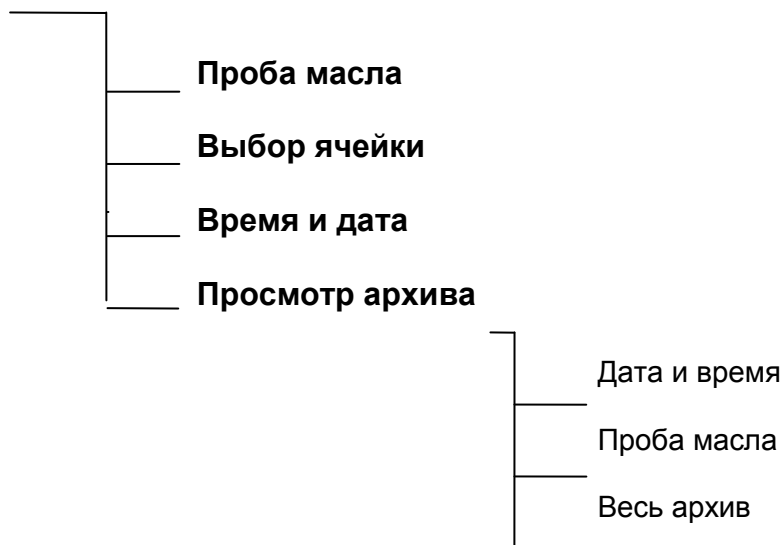 Проба масла
Выбор ячейки
Время и дата
Просмотр архива
Дата и время
Проба масла
Весь архив